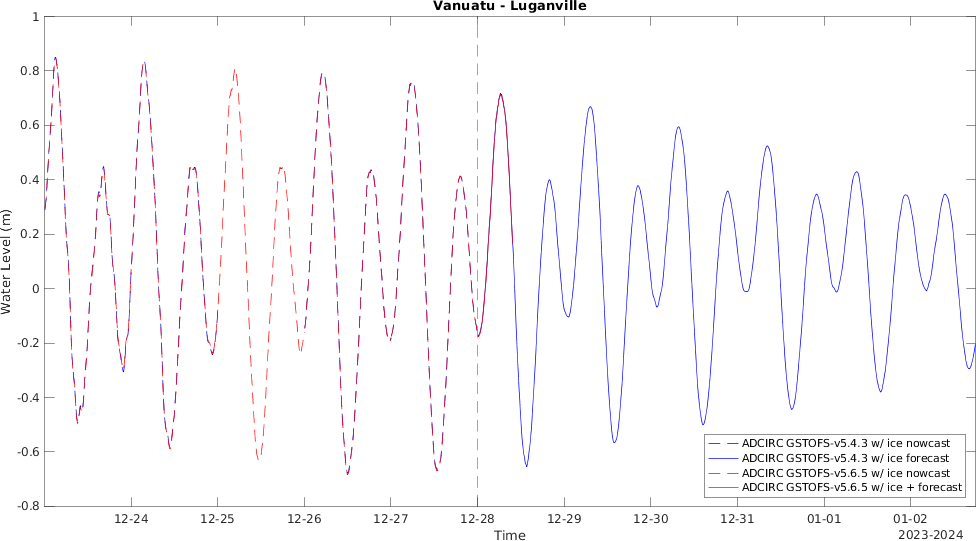 Vanuatu - Luganville
1
0.8
0.6
0.4
0.2
0
-0.2
-0.4
-0.6
-0.8
Water Level (m)
12-24 12-25 12-26 12-27 12-28 12-29 12-30 12-31 01-01 01-02
Time
2023-2024
ADCIRC GSTOFS-v5.4.3 w/ ice nowcast
ADCIRC GSTOFS-v5.4.3 w/ ice forecast
ADCIRC GSTOFS-v5.6.5 w/ ice nowcast
ADCIRC GSTOFS-v5.6.5 w/ ice + forecast